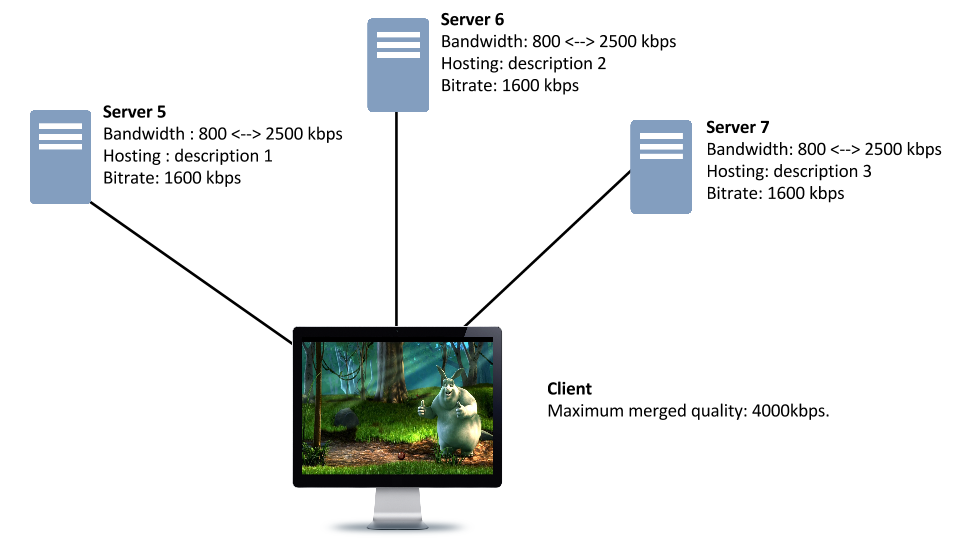 Server 6
Bandwidth: 800 <--> 2500 kbps
Hosting: description 2
Bitrate: 1600 kbps
Server 5
Bandwidth : 800 <--> 2500 kbps
Hosting : description 1
Bitrate: 1600 kbps
Server 7
Bandwidth: 800 <--> 2500 kbps
Hosting: description 3
Bitrate: 1600 kbps
Client
Maximum merged quality: 4000kbps.